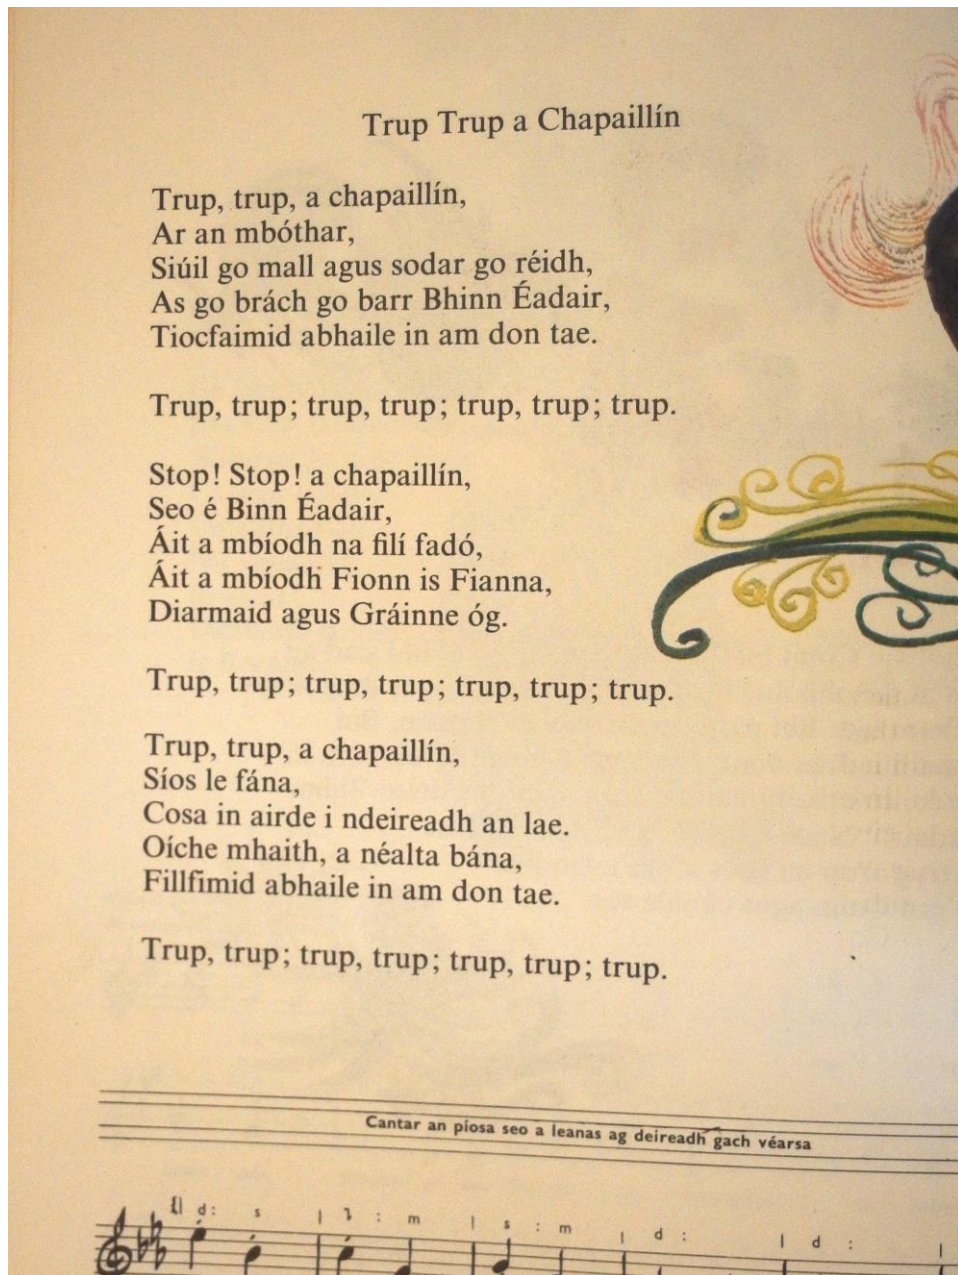 Trup Trup a Chapaillín
Trup, trup, a chapaillín,
Ar an mbóthar,
Siúil go mall agus sodar go réidh,
As go brách go barr Bhinn Éadair,
Tiocfaimid abhaile in am don tae.
Trup, trup; trup, trup; trup, trup; trup.
Stop! Stop! a chapaillín,
Seo é Binn Éadair,
Áit a mbíodh na filí fadó,
Áit a mbíodh Fionn is Fianna,
Diarmaid agus Gráinne óg.
Trup, trup; trup, trup; trup, trup; trup.
Trup, trup, a chapaillín,
Síos le fána,
Cosa in airde i ndeireadh an lae.
Oíche mhaith, a néalta bána,
Fillfimid abhaile in am don tae.
Trup, trup; trup, trup; trup, trup; trup.
Cantar an píosa seo a leanas ag deireadh gach véarsa
d : s | l : m | s : m | d : | d :  |